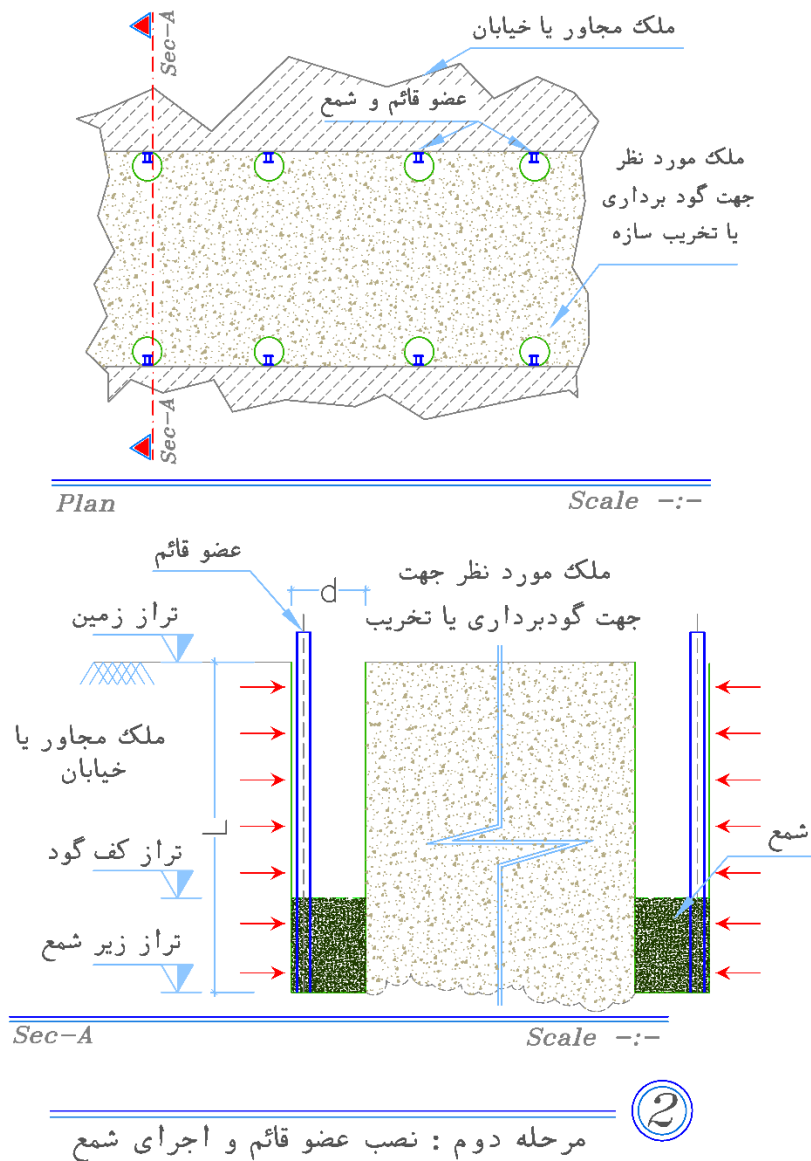 Sec-A
ملک مجاور یا خیابان
عضو قائم و شمع
ملک مورد نظر
جهت گود برداری
یا تخریب سازه
Sec-A
Plan
Scale -:-
عضو قائم
d
ملک مورد نظر جهت
جهت گودبرداری یا تخریب
تراز زمین
ملک مجاور یا
خیابان
L
شمع
تراز کف گود
تراز زیر شمع
Sec-A
Scale -:-
2
مرحله دوم : نصب عضو قائم و اجرای شمع